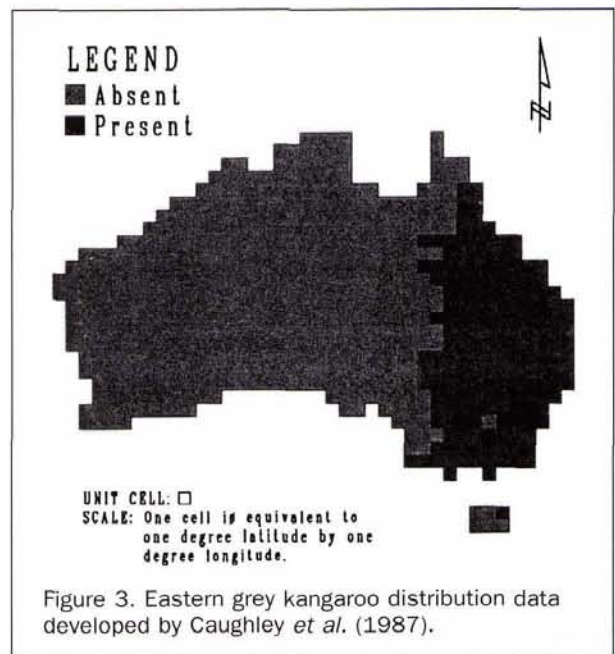 LEGEND
Absent
Present
N
UNIT CELL:
SCALE: One cell is equivalent to
one degree latitude by one
degree longitude.
Figure 3. Eastern grey kangaroo distribution data
developed by Caughley et al. (1987).